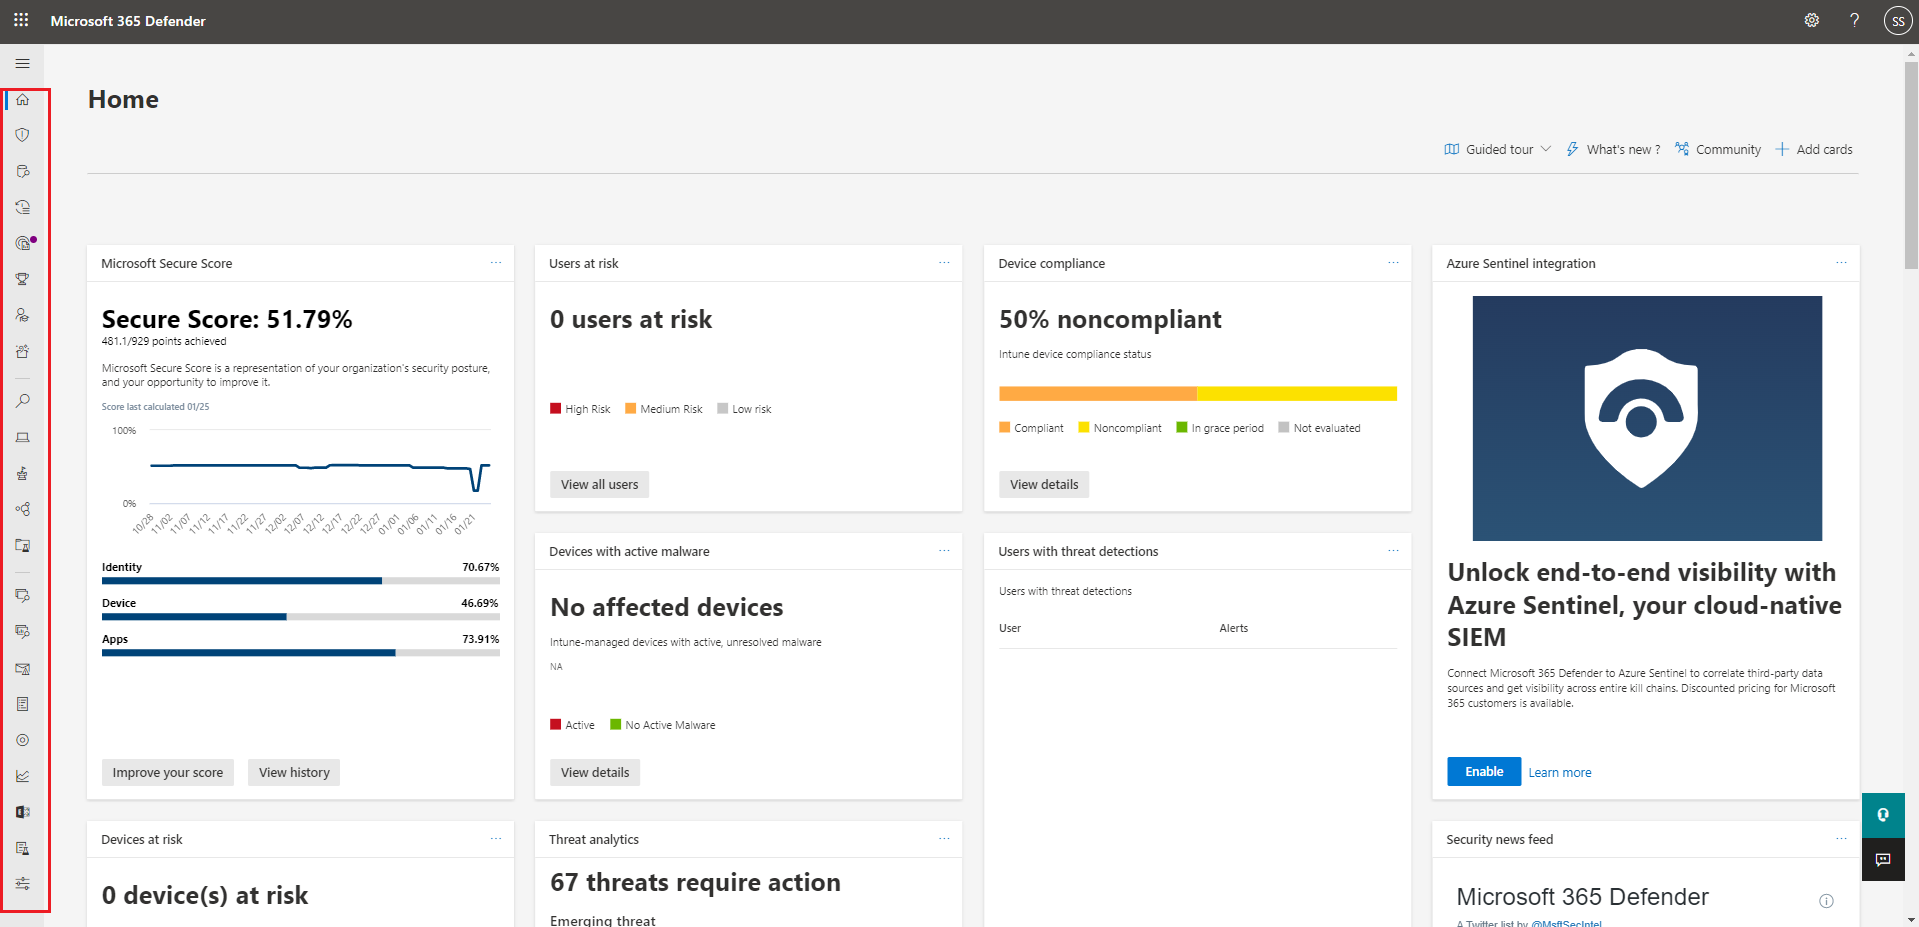 Microsoft 365 Defender
?
SS
Home
Guided tour
What's new ?
Community
Add cards
Microsoft Secure Score
...
Secure Score: 51.79%
481.1/929 points achieved
Microsoft Secure Score is a representation of your organization's security posture,
and your opportunity to improve it.
Score last calculated 01/25
100%
0%
10/28 11/02 11/07 11/12 11/17 11/22 11/27 12/02 12/07 12/12 12/17 12/22 12/27 01/01 01/06 01/11 01/16 01/21
Identity 70.67%
Device 46.69%
Apps 73.91%
Improve your score
View history
Users at risk
...
0 users at risk
High Risk Medium Risk Low risk
View all users
Device compliance
...
50% noncompliant
Intune device compliance status
Compliant Noncompliant In grace period Not evaluated
View details
Azure Sentinel integration
...
Unlock end-to-end visibility with
Azure Sentinel, your cloud-native
SIEM
Connect Microsoft 365 Defender to Azure Sentinel to correlate third-party data
sources and get visibility across entire kill chains. Discounted pricing for Microsoft
365 customers is available.
Enable
Learn more
Devices with active malware
...
No affected devices
Intune-managed devices with active, unresolved malware
NA
Active No Active Malware
View details
Users with threat detections
...
Users with threat detections
User Alerts
Devices at risk
...
0 device(s) at risk
Threat analytics
...
67 threats require action
Emerging threat
Security news feed
...
Microsoft 365 Defender
A Twitter list by @MsftSecIntel